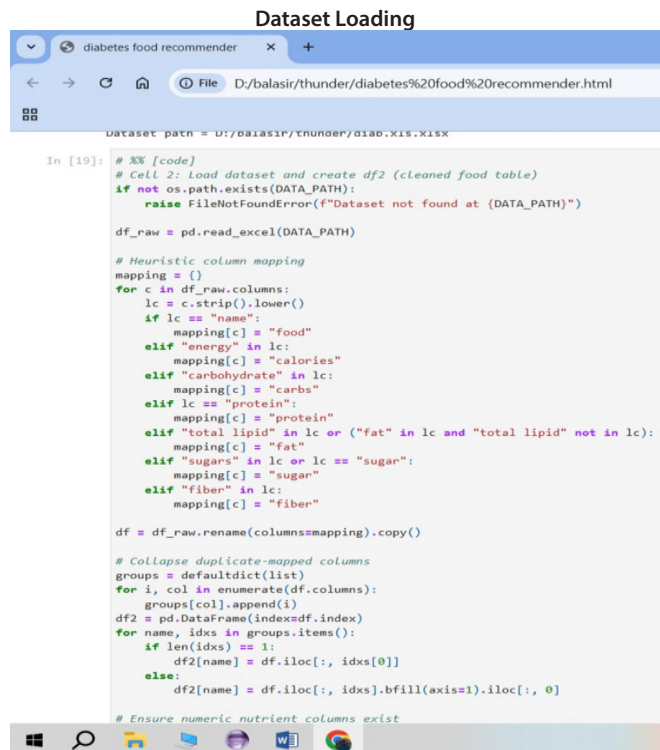 Dataset Loading
diabetes food recommender
File D:/balasir/thunder/diabetes%20food%20recommender.html
Dataset path = D:/balasir/thunder/diab.xls.xlsx
In [19]: # %% [code]
# Cell 2: Load dataset and create df2 (cleaned food table)
if not os.path.exists(DATA_PATH):
    raise FileNotFoundError(f"Dataset not found at {DATA_PATH}")
df_raw = pd.read_excel(DATA_PATH)
# Heuristic column mapping
mapping = {}
for c in df_raw.columns:
    lc = c.strip().lower()
    if lc == "name":
        mapping[c] = "food"
    elif "energy" in lc:
        mapping[c] = "calories"
    elif "carbohydrate" in lc:
        mapping[c] = "carbs"
    elif lc == "protein":
        mapping[c] = "protein"
    elif "total lipid" in lc or ("fat" in lc and "total lipid" not in lc):
        mapping[c] = "fat"
    elif "sugars" in lc or lc == "sugar":
        mapping[c] = "sugar"
    elif "fiber" in lc:
        mapping[c] = "fiber"
df = df_raw.rename(columns=mapping).copy()
# Collapse duplicate-mapped columns
groups = defaultdict(list)
for i, col in enumerate(df.columns):
    groups[col].append(i)
df2 = pd.DataFrame(index=df.index)
for name, idxs in groups.items():
    if len(idxs) == 1:
        df2[name] = df.iloc[:, idxs[0]]
    else:
        df2[name] = df.iloc[:, idxs].bfill(axis=1).iloc[:, 0]
# Ensure numeric nutrient columns exist